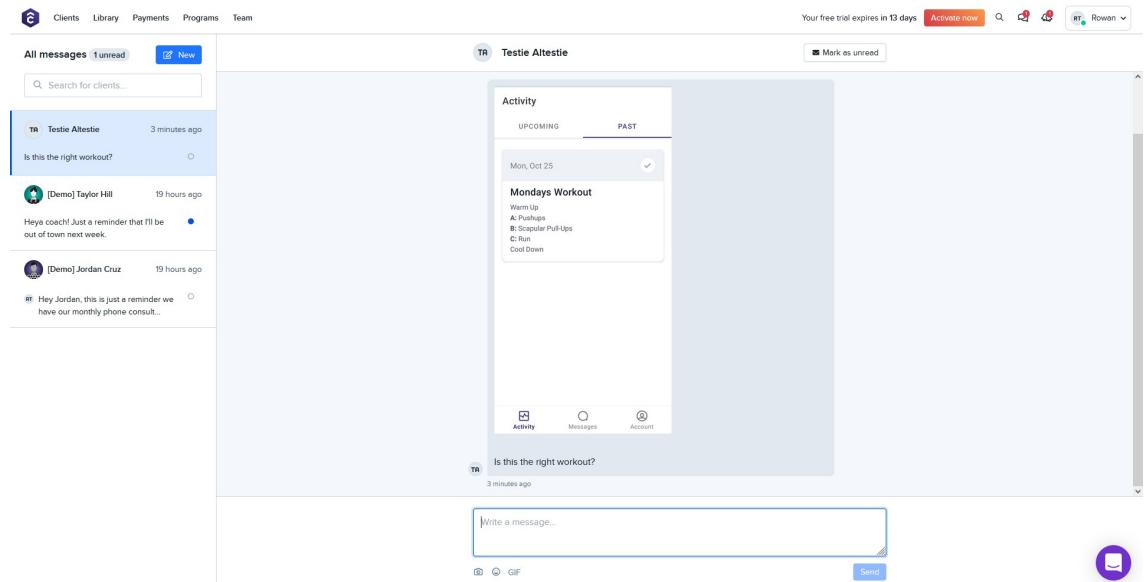 Clients Library Payments Programs Team
Your free trial expires in 13 days Activate now RT Rowan
All messages 1 unread New
Search for clients...
TA Testie Altestie 3 minutes ago
Is this the right workout?
[Demo] Taylor Hill 19 hours ago
Heya coach! Just a reminder that I'll be
out of town next week.
[Demo] Jordan Cruz 19 hours ago
RT Hey Jordan, this is just a reminder we
have our monthly phone consult...
TA Testie Altestie Mark as unread
Activity
UPCOMING PAST
Mon, Oct 25
Mondays Workout
Warm Up
A: Pushups
B: Scapular Pull-Ups
C: Run
Cool Down
Activity Messages Account
Is this the right workout?
TA
3 minutes ago
Write a message...
GIF Send